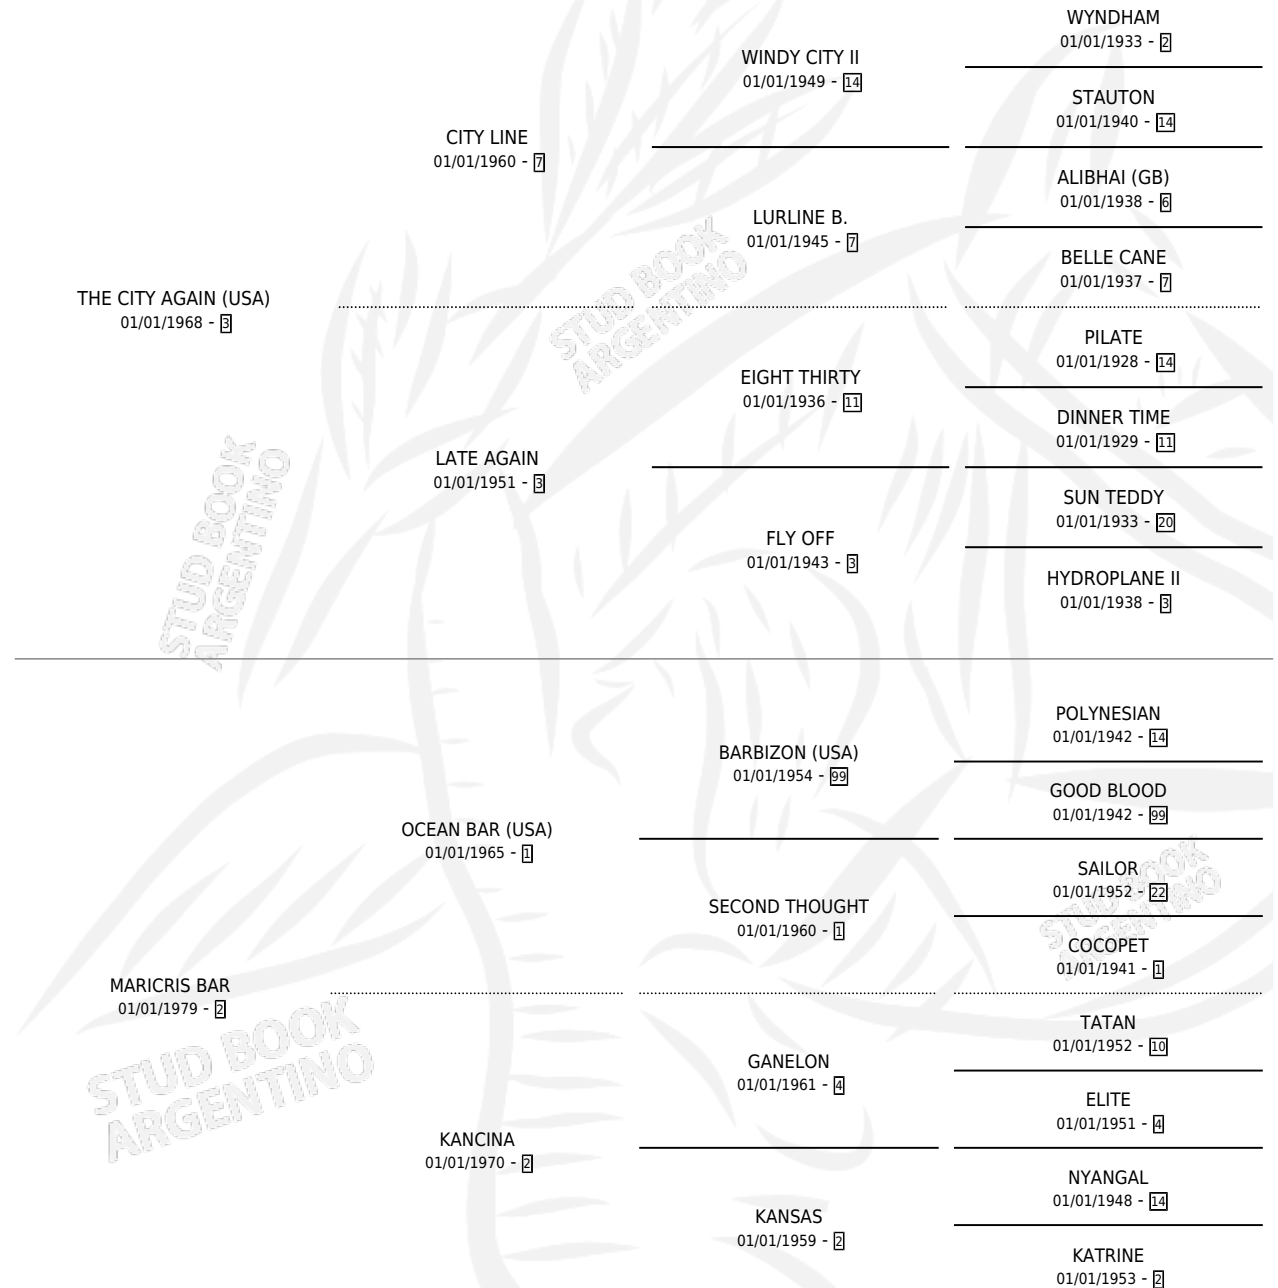 THE CITY AGAIN (USA)
01/01/1968 - 3
CITY LINE
01/01/1960 - 7
LATE AGAIN
01/01/1951 - 3
WINDY CITY II
01/01/1949 - 14
LURLINE B.
01/01/1945 - 7
EIGHT THIRTY
01/01/1936 - 11
FLY OFF
01/01/1943 - 3
WYNDHAM
01/01/1933 - 2
STAUTON
01/01/1940 - 14
ALIBHAI (GB)
01/01/1938 - 6
BELLE CANE
01/01/1937 - 7
PILATE
01/01/1928 - 14
DINNER TIME
01/01/1929 - 11
SUN TEDDY
01/01/1933 - 20
HYDROPLANE II
01/01/1938 - 3
MARICRIS BAR
01/01/1979 - 2
OCEAN BAR (USA)
01/01/1965 - 1
KANCINA
01/01/1970 - 2
BARBIZON (USA)
01/01/1954 - 99
SECOND THOUGHT
01/01/1960 - 1
GANELON
01/01/1961 - 4
KANSAS
01/01/1959 - 2
POLYNESIAN
01/01/1942 - 14
GOOD BLOOD
01/01/1942 - 99
SAILOR
01/01/1952 - 22
COCOPET
01/01/1941 - 1
TATAN
01/01/1952 - 10
ELITE
01/01/1951 - 4
NYANGAL
01/01/1948 - 14
KATRINE
01/01/1953 - 2
STUD BOOK
ARGENTINO
STUD BOOK
ARGENTINO
STUD BOOK
ARGENTINO
STUD BOOK
ARGENTINO